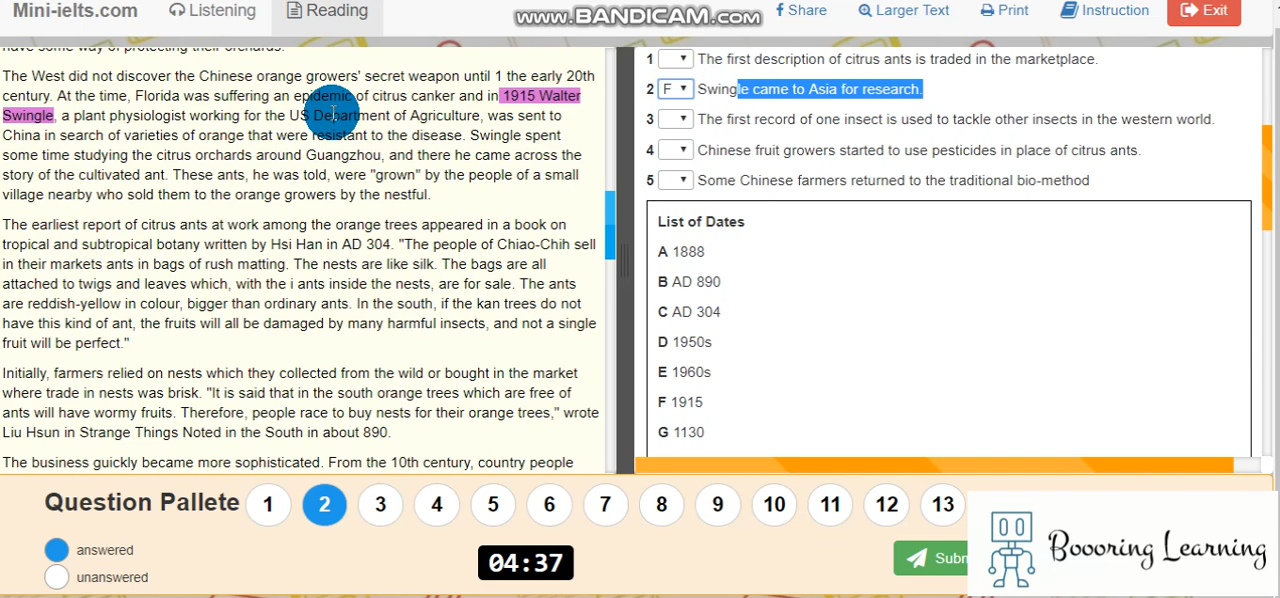 Mini-ielts.com
Listening
Reading
www.BANDICAM.com
Share
Larger Text
Print
Instruction
Exit
have some way of protecting their orchards.
The West did not discover the Chinese orange growers' secret weapon until 1 the early 20th
century. At the time, Florida was suffering an epidemic of citrus canker and in 1915 Walter
Swingle, a plant physiologist working for the US Department of Agriculture, was sent to
China in search of varieties of orange that were resistant to the disease. Swingle spent
some time studying the citrus orchards around Guangzhou, and there he came across the
story of the cultivated ant. These ants, he was told, were "grown" by the people of a small
village nearby who sold them to the orange growers by the nestful.
The earliest report of citrus ants at work among the orange trees appeared in a book on
tropical and subtropical botany written by Hsi Han in AD 304. "The people of Chiao-Chih sell
in their markets ants in bags of rush matting. The nests are like silk. The bags are all
attached to twigs and leaves which, with the i ants inside the nests, are for sale. The ants
are reddish-yellow in colour, bigger than ordinary ants. In the south, if the kan trees do not
have this kind of ant, the fruits will all be damaged by many harmful insects, and not a single
fruit will be perfect."
Initially, farmers relied on nests which they collected from the wild or bought in the market
where trade in nests was brisk. "It is said that in the south orange trees which are free of
ants will have wormy fruits. Therefore, people race to buy nests for their orange trees," wrote
Liu Hsun in Strange Things Noted in the South in about 890.
The business quickly became more sophisticated. From the 10th century, country people
1 The first description of citrus ants is traded in the marketplace.
2 F Swingle came to Asia for research.
3 The first record of one insect is used to tackle other insects in the western world.
4 Chinese fruit growers started to use pesticides in place of citrus ants.
5 Some Chinese farmers returned to the traditional bio-method
List of Dates
A 1888
B AD 890
C AD 304
D 1950s
E 1960s
F 1915
G 1130
Question Pallete 1 2 3 4 5 6 7 8 9 10 11 12 13
answered
unanswered
04:37
Subm
Boooring Learning